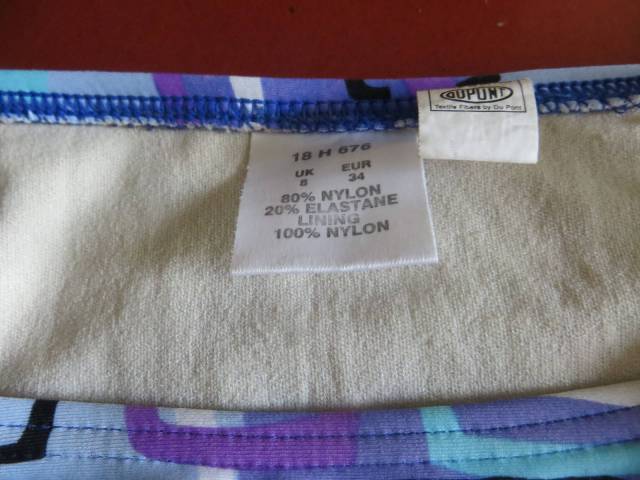 DUPONT
Textile Fibers by Du Pont
18 H 676
UK EUR
8 34
80% NYLON
20% ELASTANE
LINING
100% NYLON